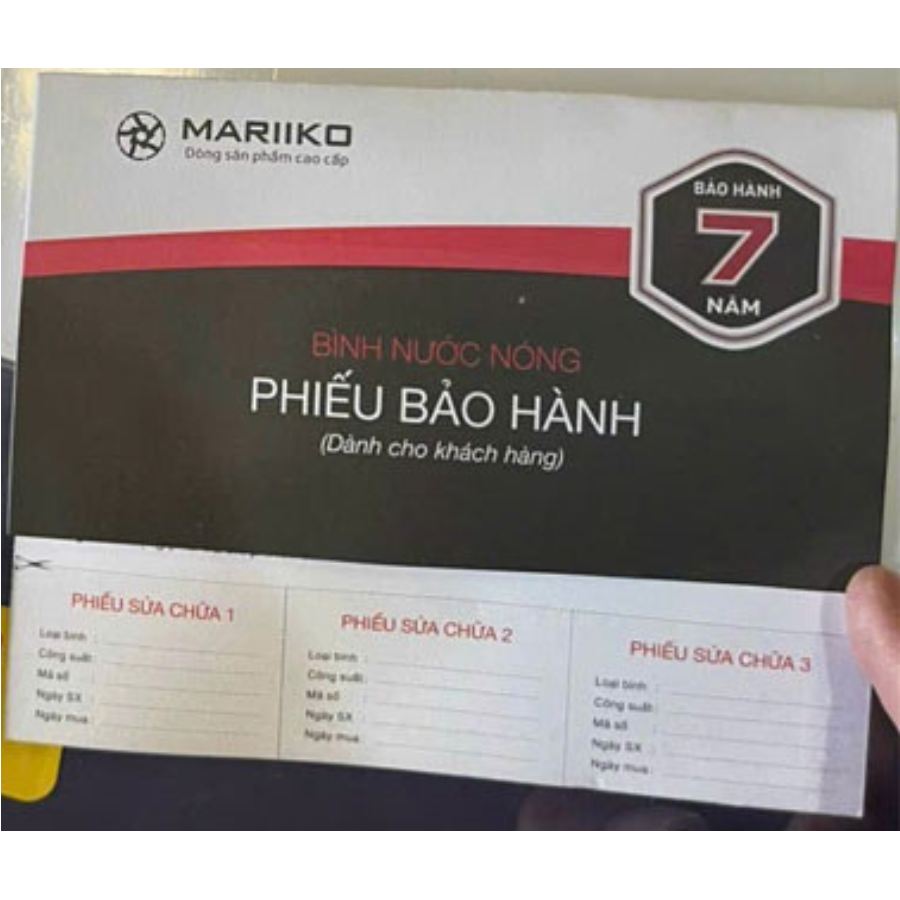 MARIIKO
Dòng sản phẩm cao cấp
BẢO HÀNH
7
NĂM
BÌNH NƯỚC NÓNG
PHIẾU BẢO HÀNH
(Dành cho khách hàng)
PHIẾU SỬA CHỮA 1
Loại bình :
Công suất:
Mã số :
Ngày SX :
Ngày mua:
PHIẾU SỬA CHỮA 2
Loại bình :
Công suất:
Mã số :
Ngày SX :
Ngày mua:
PHIẾU SỬA CHỮA 3
Loại bình :
Công suất:
Mã số :
Ngày SX :
Ngày mua: